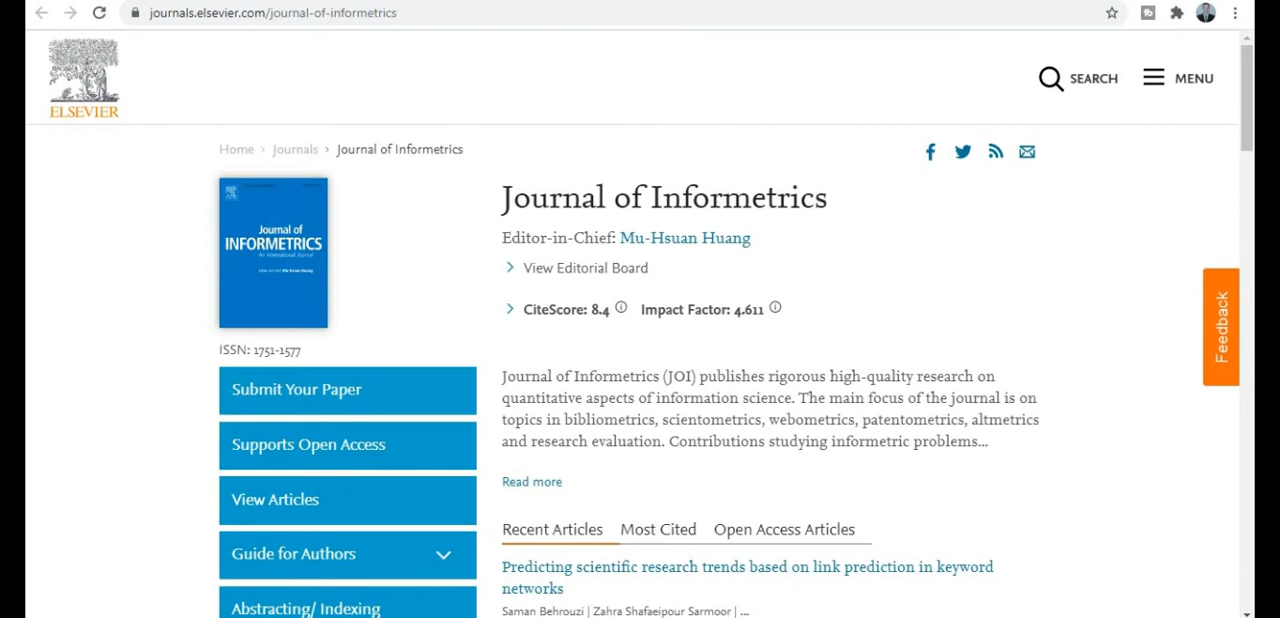 journals.elsevier.com/journal-of-informetrics
ELSEVIER
SEARCH
MENU
Home › Journals › Journal of Informetrics
Journal of
INFORMETRICS
An International Journal
Mu-Hsuan Huang
ISSN: 1751-1577
Submit Your Paper
Supports Open Access
View Articles
Guide for Authors
Abstracting/ Indexing
Journal of Informetrics
Editor-in-Chief: Mu-Hsuan Huang
View Editorial Board
CiteScore: 8.4 Impact Factor: 4.611
Journal of Informetrics (JOI) publishes rigorous high-quality research on
quantitative aspects of information science. The main focus of the journal is on
topics in bibliometrics, scientometrics, webometrics, patentometrics, altmetrics
and research evaluation. Contributions studying informetric problems...
Read more
Recent Articles Most Cited Open Access Articles
Predicting scientific research trends based on link prediction in keyword
networks
Saman Behrouzi | Zahra Shafaeipour Sarmoor | ...
Feedback